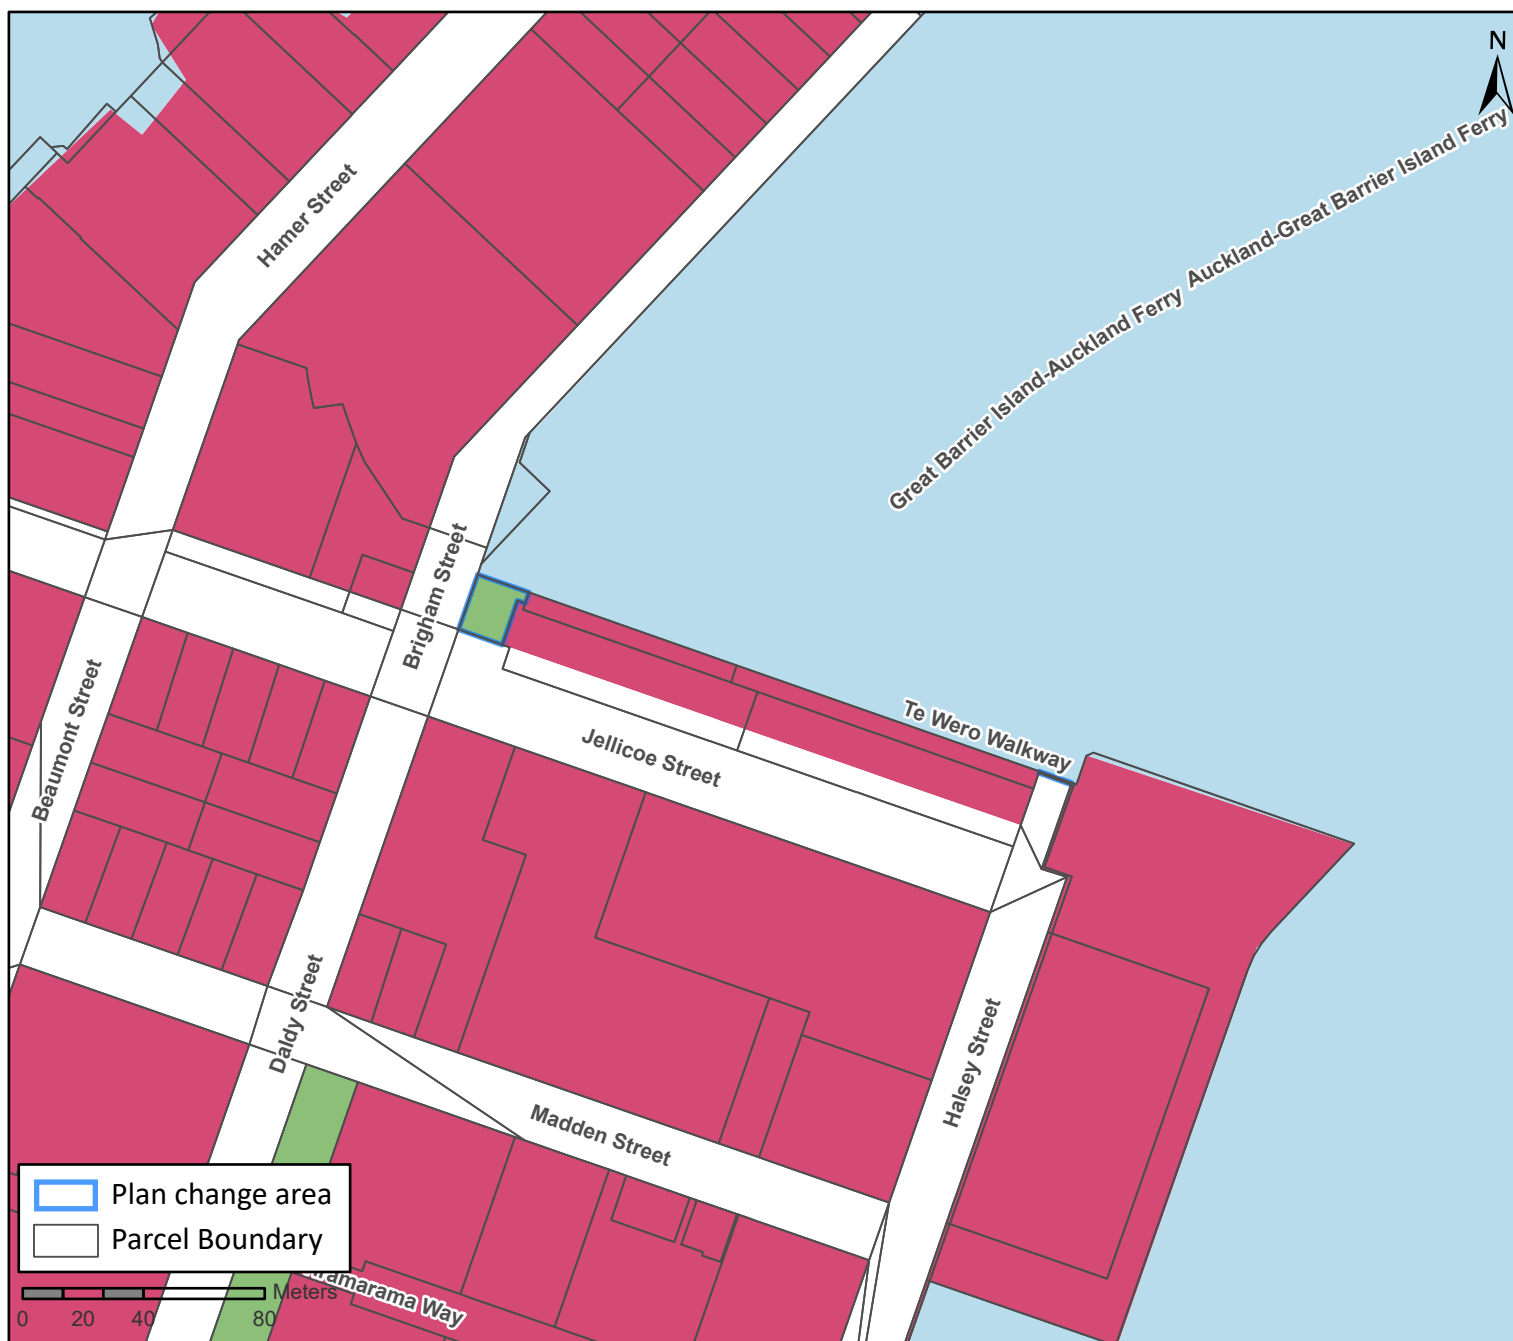 N
Auckland-Great Barrier Island Ferry
Great Barrier Island-Auckland Ferry
Hamer Street
Brigham Street
Beaumont Street
Te Wero Walkway
Jellicoe Street
Daldy Street
Halsey Street
Madden Street
Way
Plan change area
Parcel Boundary
Meters
0 20 40 80